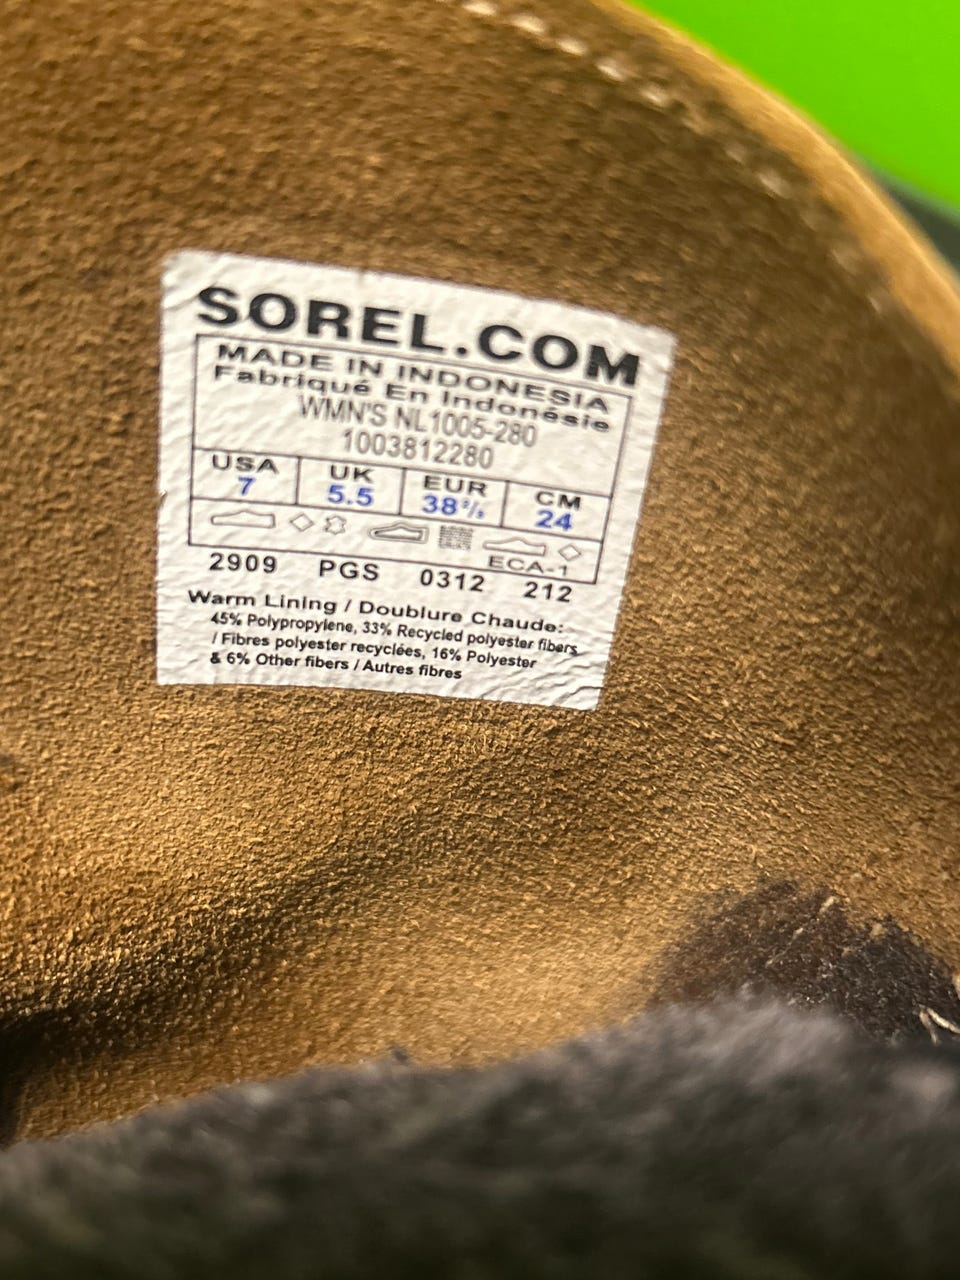 SOREL.COM
MADE IN INDONESIA
Fabriqué En Indonésie
WMN'S NL1005-280
1003812280
USA UK EUR CM
7 5.5 38²/₃ 24
ECA-1
2909 PGS 0312 212
Warm Lining / Doublure Chaude:
45% Polypropylene, 33% Recycled polyester fibers
/ Fibres polyester recyclées, 16% Polyester
& 6% Other fibers / Autres fibres